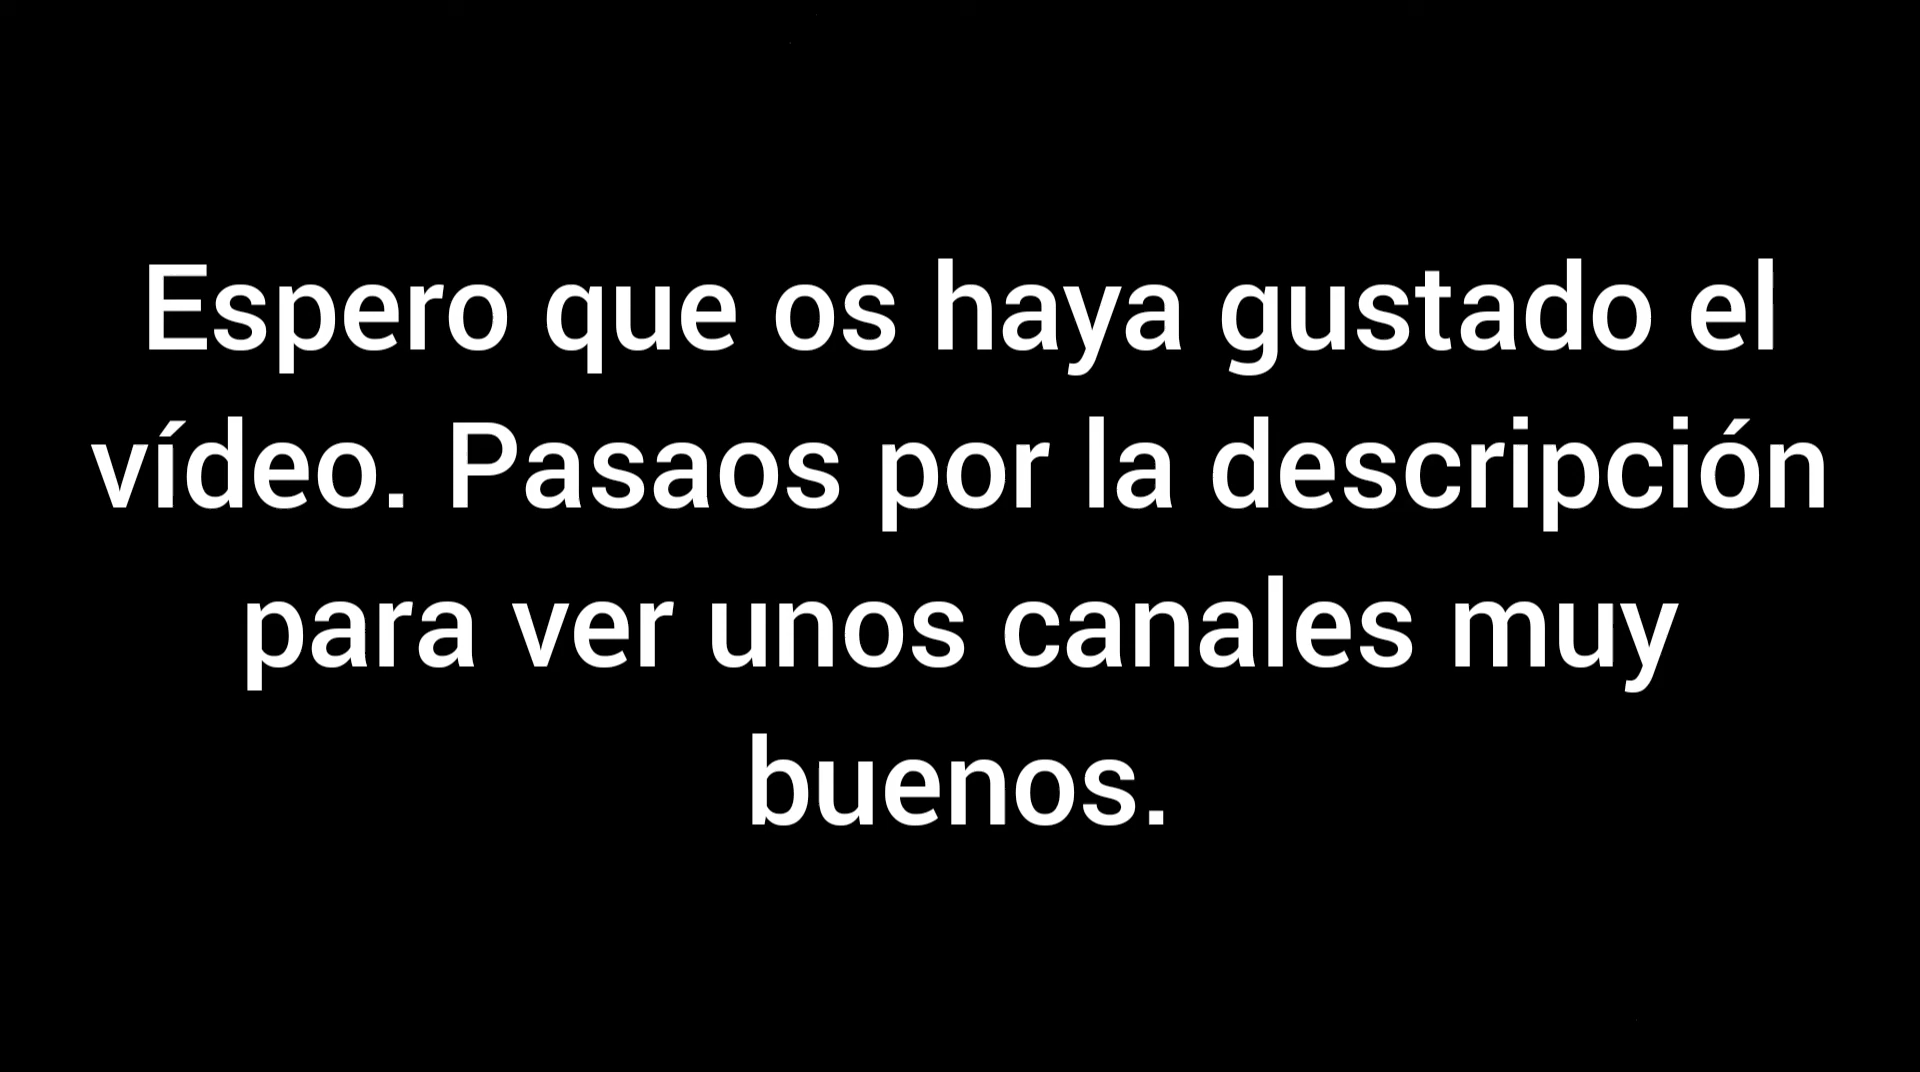 Espero que os haya gustado el
vídeo. Pasaos por la descripción
para ver unos canales muy
buenos.